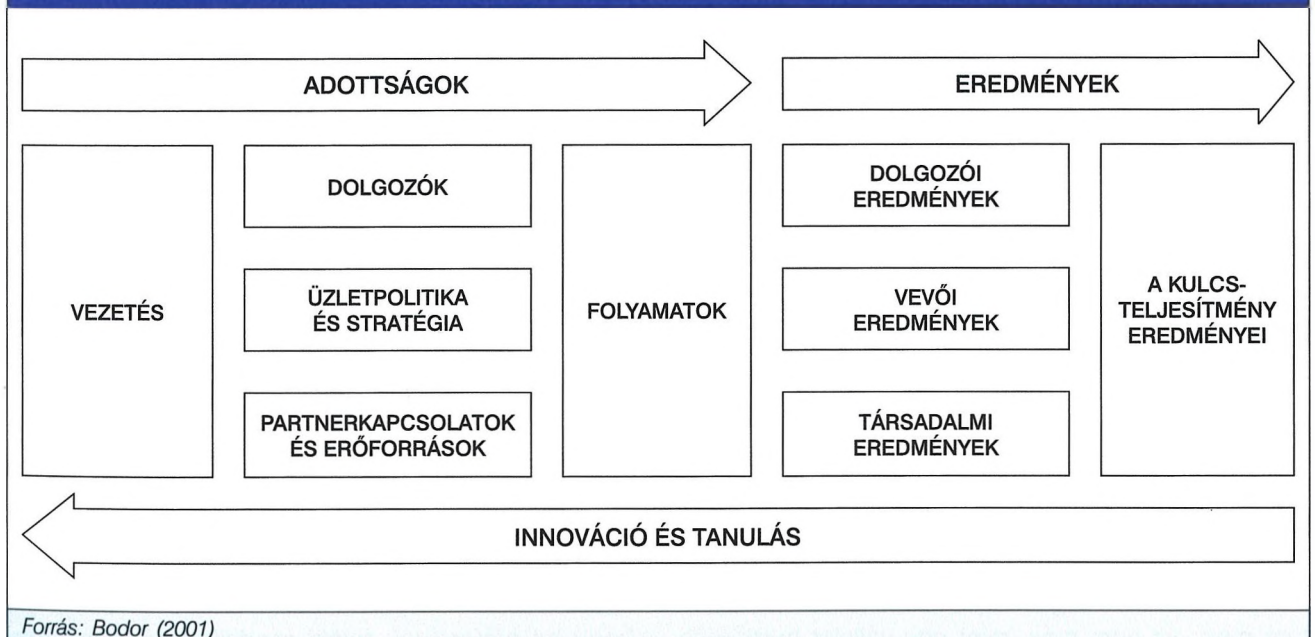 ADOTTSÁGOK
EREDMÉNYEK
VEZETÉS
DOLGOZÓK
ÜZLETPOLITIKA
ÉS STRATÉGIA
PARTNERKAPCSOLATOK
ÉS ERŐFORRÁSOK
FOLYAMATOK
DOLGOZÓI
EREDMÉNYEK
VEVŐI
EREDMÉNYEK
TÁRSADALMI
EREDMÉNYEK
A KULCS-
TELJESÍTMÉNY
EREDMÉNYEI
INNOVÁCIÓ ÉS TANULÁS
Forrás: Bodor (2001)